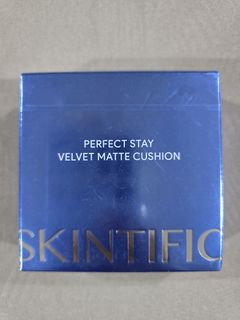 PERFECT STAY
VELVET MATTE CUSHION
SKINTIFIC